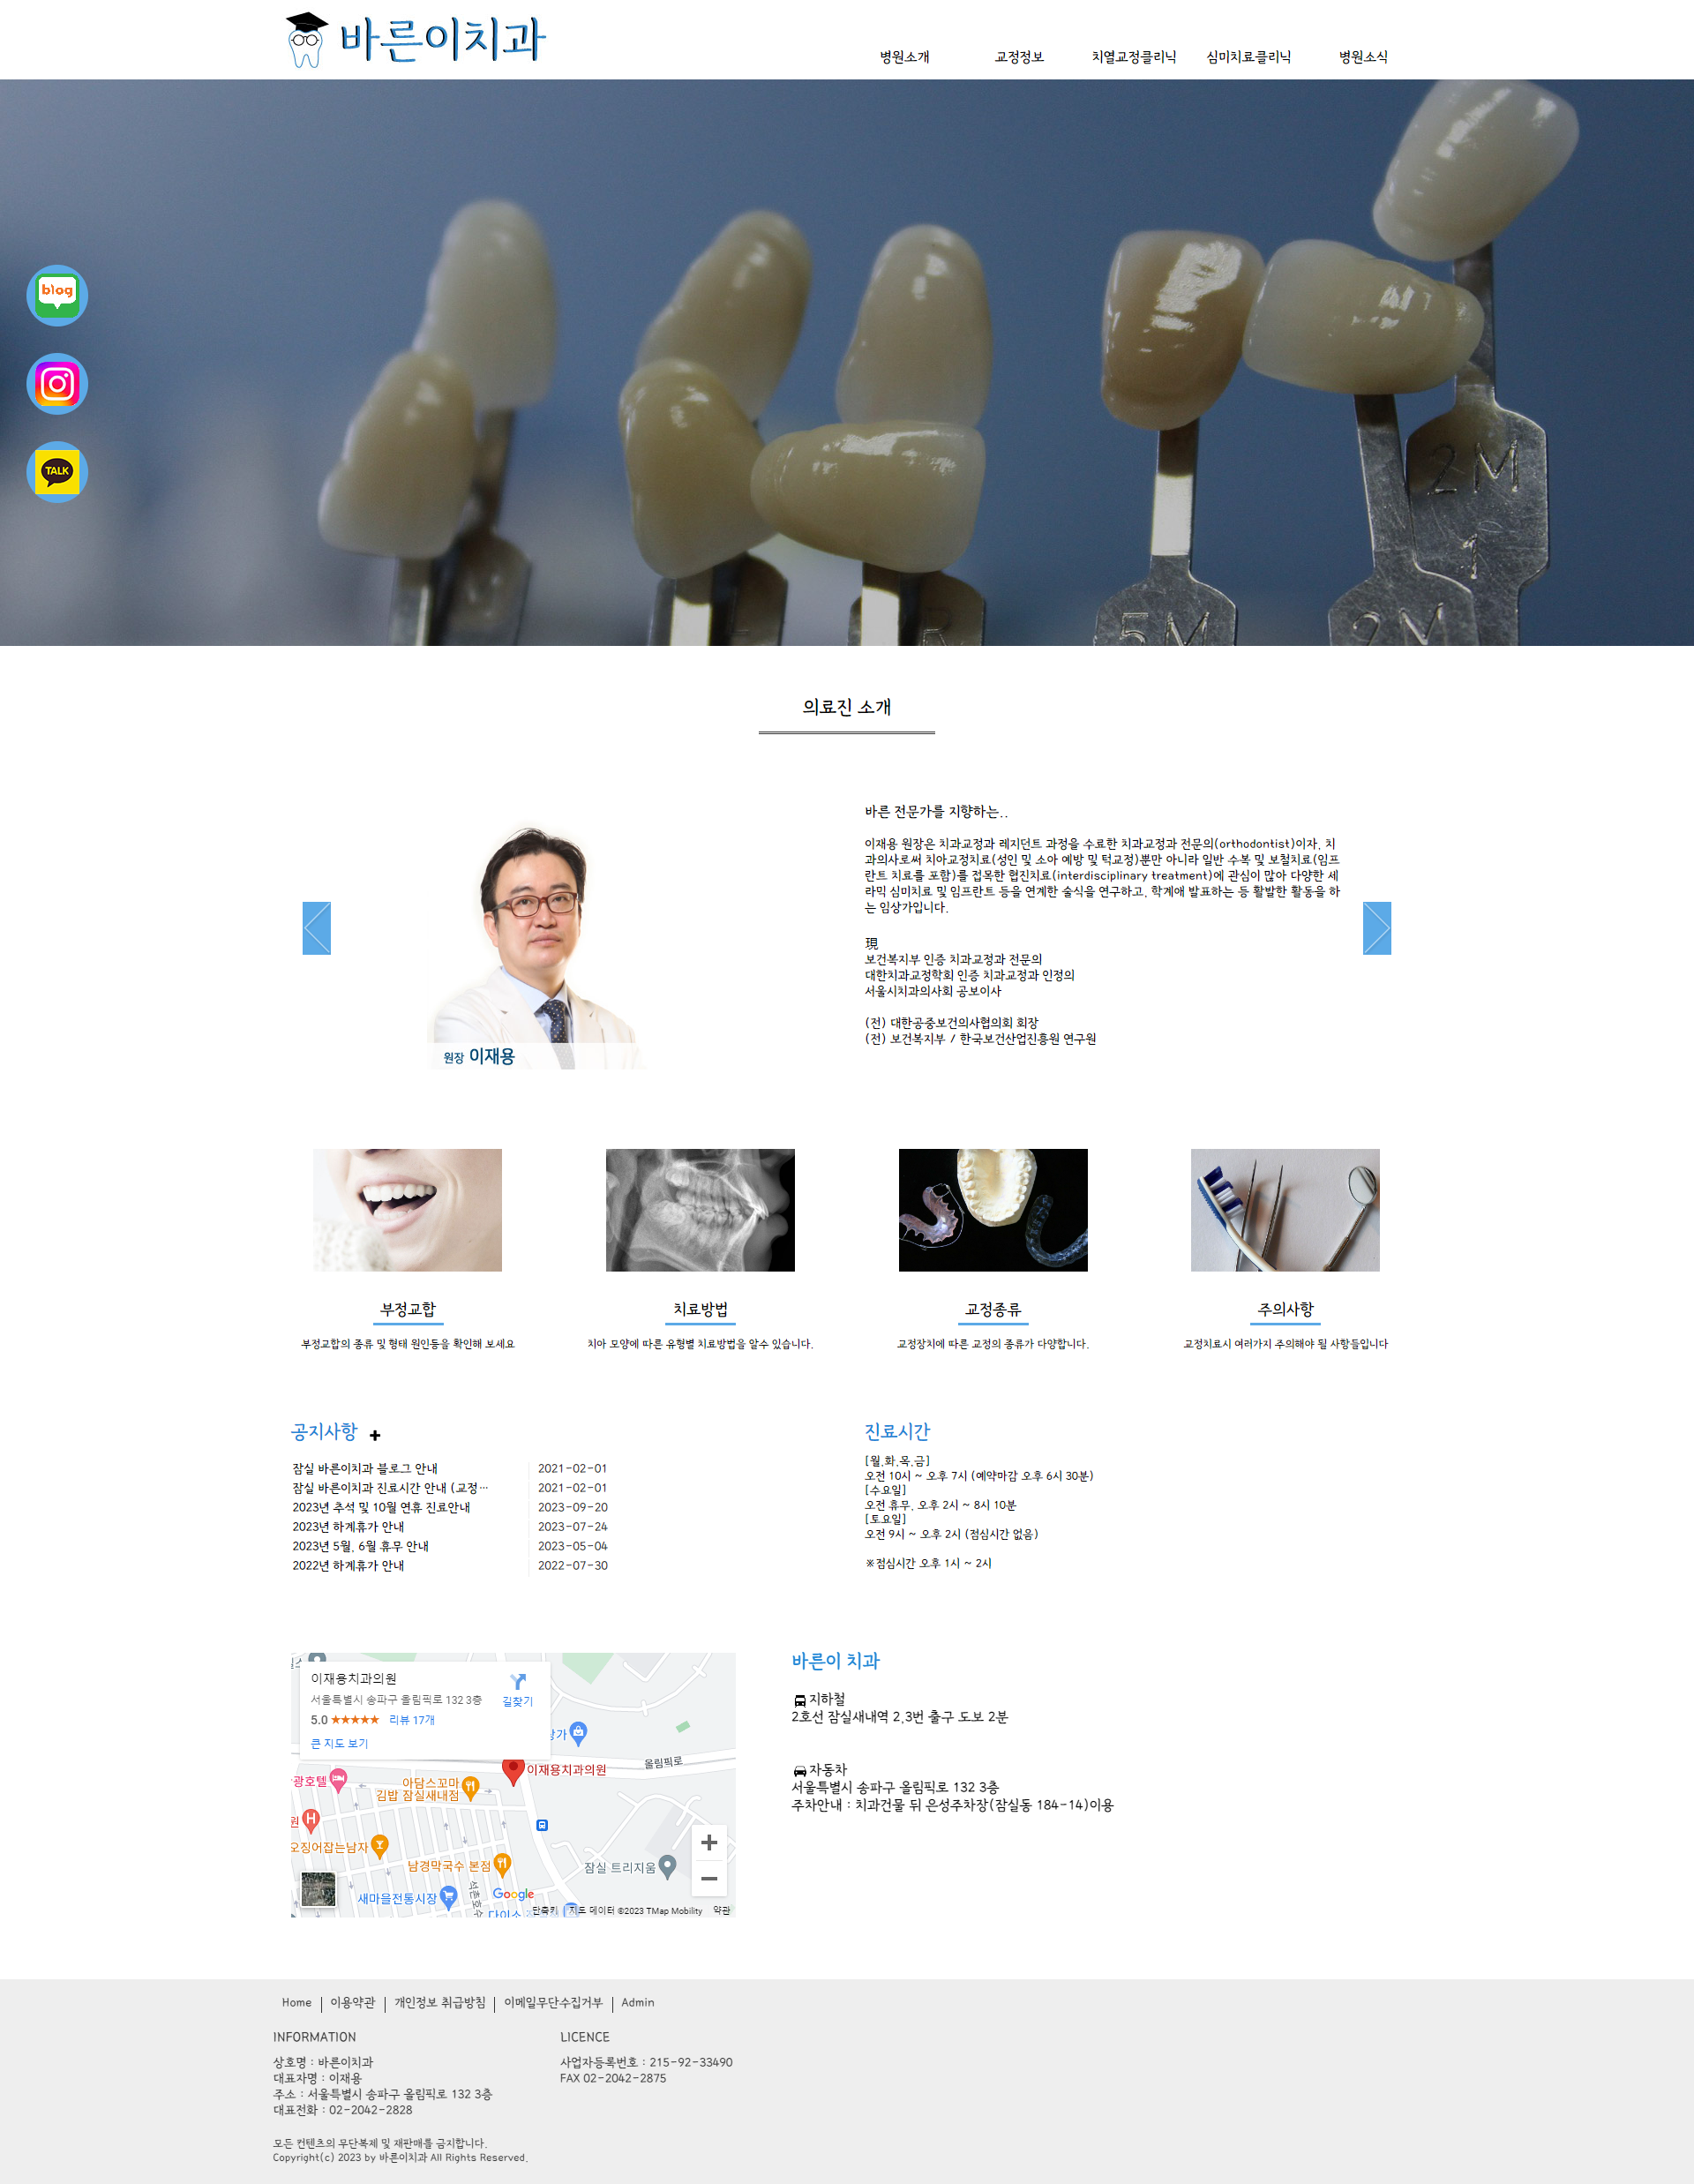 바른이치과
병원소개
교정정보
치열교정클리닉
심미치료클리닉
병원소식
blog
TALK
2M
1
5M
2M
의료진 소개
바른 전문가를 지향하는..
이재용 원장은 치과교정과 레지던트 과정을 수료한 치과교정과 전문의(orthodontist)이자, 치
과의사로써 치아교정치료(성인 및 소아 예방 및 턱교정)뿐만 아니라 일반 수복 및 보철치료(임프
란트 치료를 포함)를 접목한 협진치료(interdisciplinary treatment)에 관심이 많아 다양한 세
라믹 심미치료 및 임프란트 등을 연계한 술식을 연구하고, 학계애 발표하는 등 활발한 활동을 하
는 임상가입니다.
現
보건복지부 인증 치과교정과 전문의
대한치과교정학회 인증 치과교정과 인정의
서울시치과의사회 공보이사
(전) 대한공중보건의사협의회 회장
(전) 보건복지부 / 한국보건산업진흥원 연구원
원장 이재용
부정교합
부정교합의 종류 및 형태 원인등을 확인해 보세요
치료방법
치아 모양에 따른 유형별 치료방법을 알수 있습니다.
교정종류
교정장치에 따른 교정의 종류가 다양합니다.
주의사항
교정치료시 여러가지 주의해야 될 사항들입니다
공지사항 +
잠실 바른이치과 블로그 안내 2021-02-01
잠실 바른이치과 진료시간 안내 (교정… 2021-02-01
2023년 추석 및 10월 연휴 진료안내 2023-09-20
2023년 하계휴가 안내 2023-07-24
2023년 5월, 6월 휴무 안내 2023-05-04
2022년 하계휴가 안내 2022-07-30
진료시간
[월,화,목,금]
오전 10시 ~ 오후 7시 (예약마감 오후 6시 30분)
[수요일]
오전 휴무, 오후 2시 ~ 8시 10분
[토요일]
오전 9시 ~ 오후 2시 (점심시간 없음)
※점심시간 오후 1시 ~ 2시
이재용치과의원
서울특별시 송파구 올림픽로 132 3층
5.0 ★★★★★ 리뷰 17개
큰 지도 보기
길찾기
상가
올림픽로
이재용치과의원
광호텔
아담스꼬마
김밥 잠실새내점
원
오징어잡는남자
남경막국수 본점
잠실 트리지움
새마을전통시장
석촌호수
Google
다이소
단축키 지도 데이터 ©2023 TMap Mobility 약관
바른이 치과
지하철
2호선 잠실새내역 2,3번 출구 도보 2분
자동차
서울특별시 송파구 올림픽로 132 3층
주차안내 : 치과건물 뒤 은성주차장(잠실동 184-14)이용
Home
이용약관
개인정보 취급방침
이메일무단수집거부
Admin
INFORMATION
상호명 : 바른이치과
대표자명 : 이재용
주소 : 서울특별시 송파구 올림픽로 132 3층
대표전화 : 02-2042-2828
LICENCE
사업자등록번호 : 215-92-33490
FAX 02-2042-2875
모든 컨텐츠의 무단복제 및 재판매를 금지합니다.
Copyright(c) 2023 by 바른이치과 All Rights Reserved.